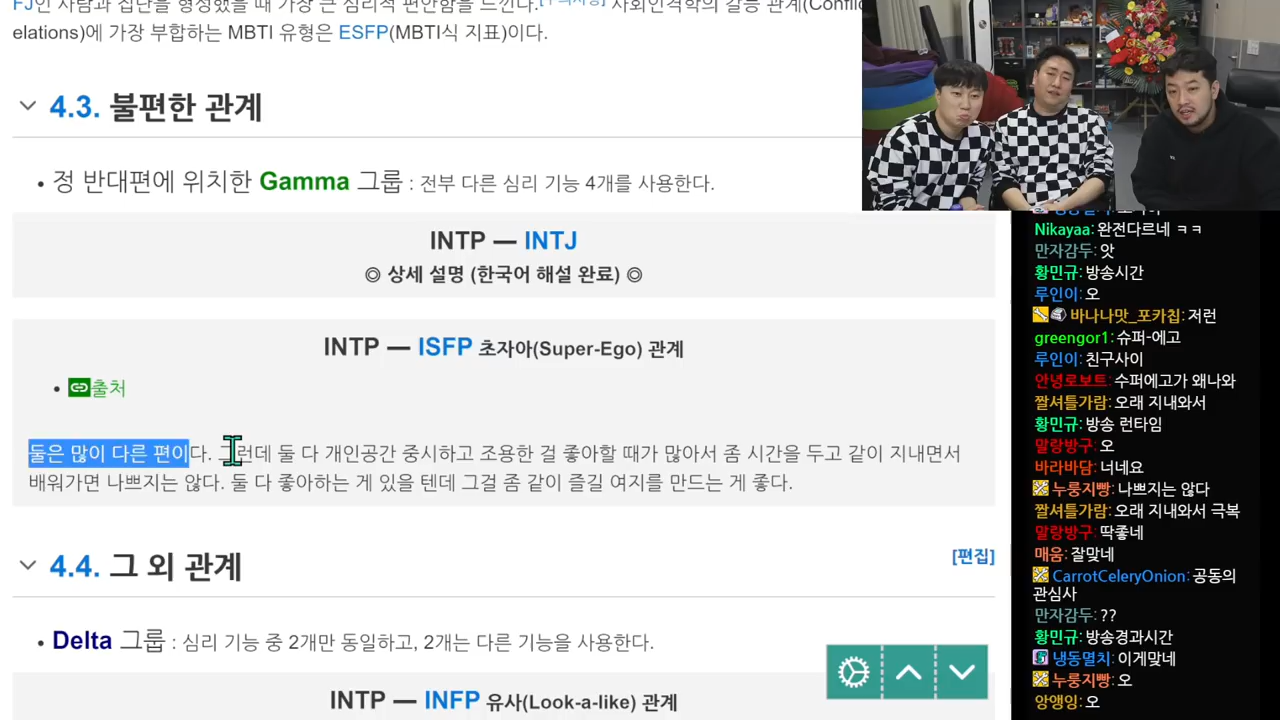 FJ인 사람과 집단을 형성했을 때 가장 큰 심리적 편안함을 느낀다.
elations)에 가장 부합하는 MBTI 유형은 ESFP(MBTI식 지표)이다.
4.3. 불편한 관계
• 정 반대편에 위치한 Gamma 그룹 : 전부 다른 심리 기능 4개를 사용한다.
INTP — INTJ
◎ 상세 설명 (한국어 해설 완료) ◎
INTP — ISFP 초자아(Super-Ego) 관계
• 출처
둘은 많이 다른 편이다. 그런데 둘 다 개인공간 중시하고 조용한 걸 좋아할 때가 많아서 좀 시간을 두고 같이 지내면서
배워가면 나쁘지는 않다. 둘 다 좋아하는 게 있을 텐데 그걸 좀 같이 즐길 여지를 만드는 게 좋다.
4.4. 그 외 관계
[편집]
• Delta 그룹 : 심리 기능 중 2개만 동일하고, 2개는 다른 기능을 사용한다.
INTP — INFP 유사(Look-a-like) 관계
Nikayaa: 완전다르네 ㅋㅋ
만자감두: 앗
황민규: 방송시간
루인이: 오
바나나맛_포카칩: 저런
greengor1: 슈퍼-에고
루인이: 친구사이
안녕로보트: 수퍼에고가 왜나와
짤셔틀가람: 오래 지내와서
황민규: 방송 런타임
말랑방구: 오
바라바담: 너네요
누룽지빵: 나쁘지는 않다
짤셔틀가람: 오래 지내와서 극복
말랑방구: 딱좋네
매움: 잘맞네
CarrotCeleryOnion: 공동의
관심사
만자감두: ??
황민규: 방송경과시간
냉동멸치: 이게맞네
누룽지빵: 오
앙앵잉: 오